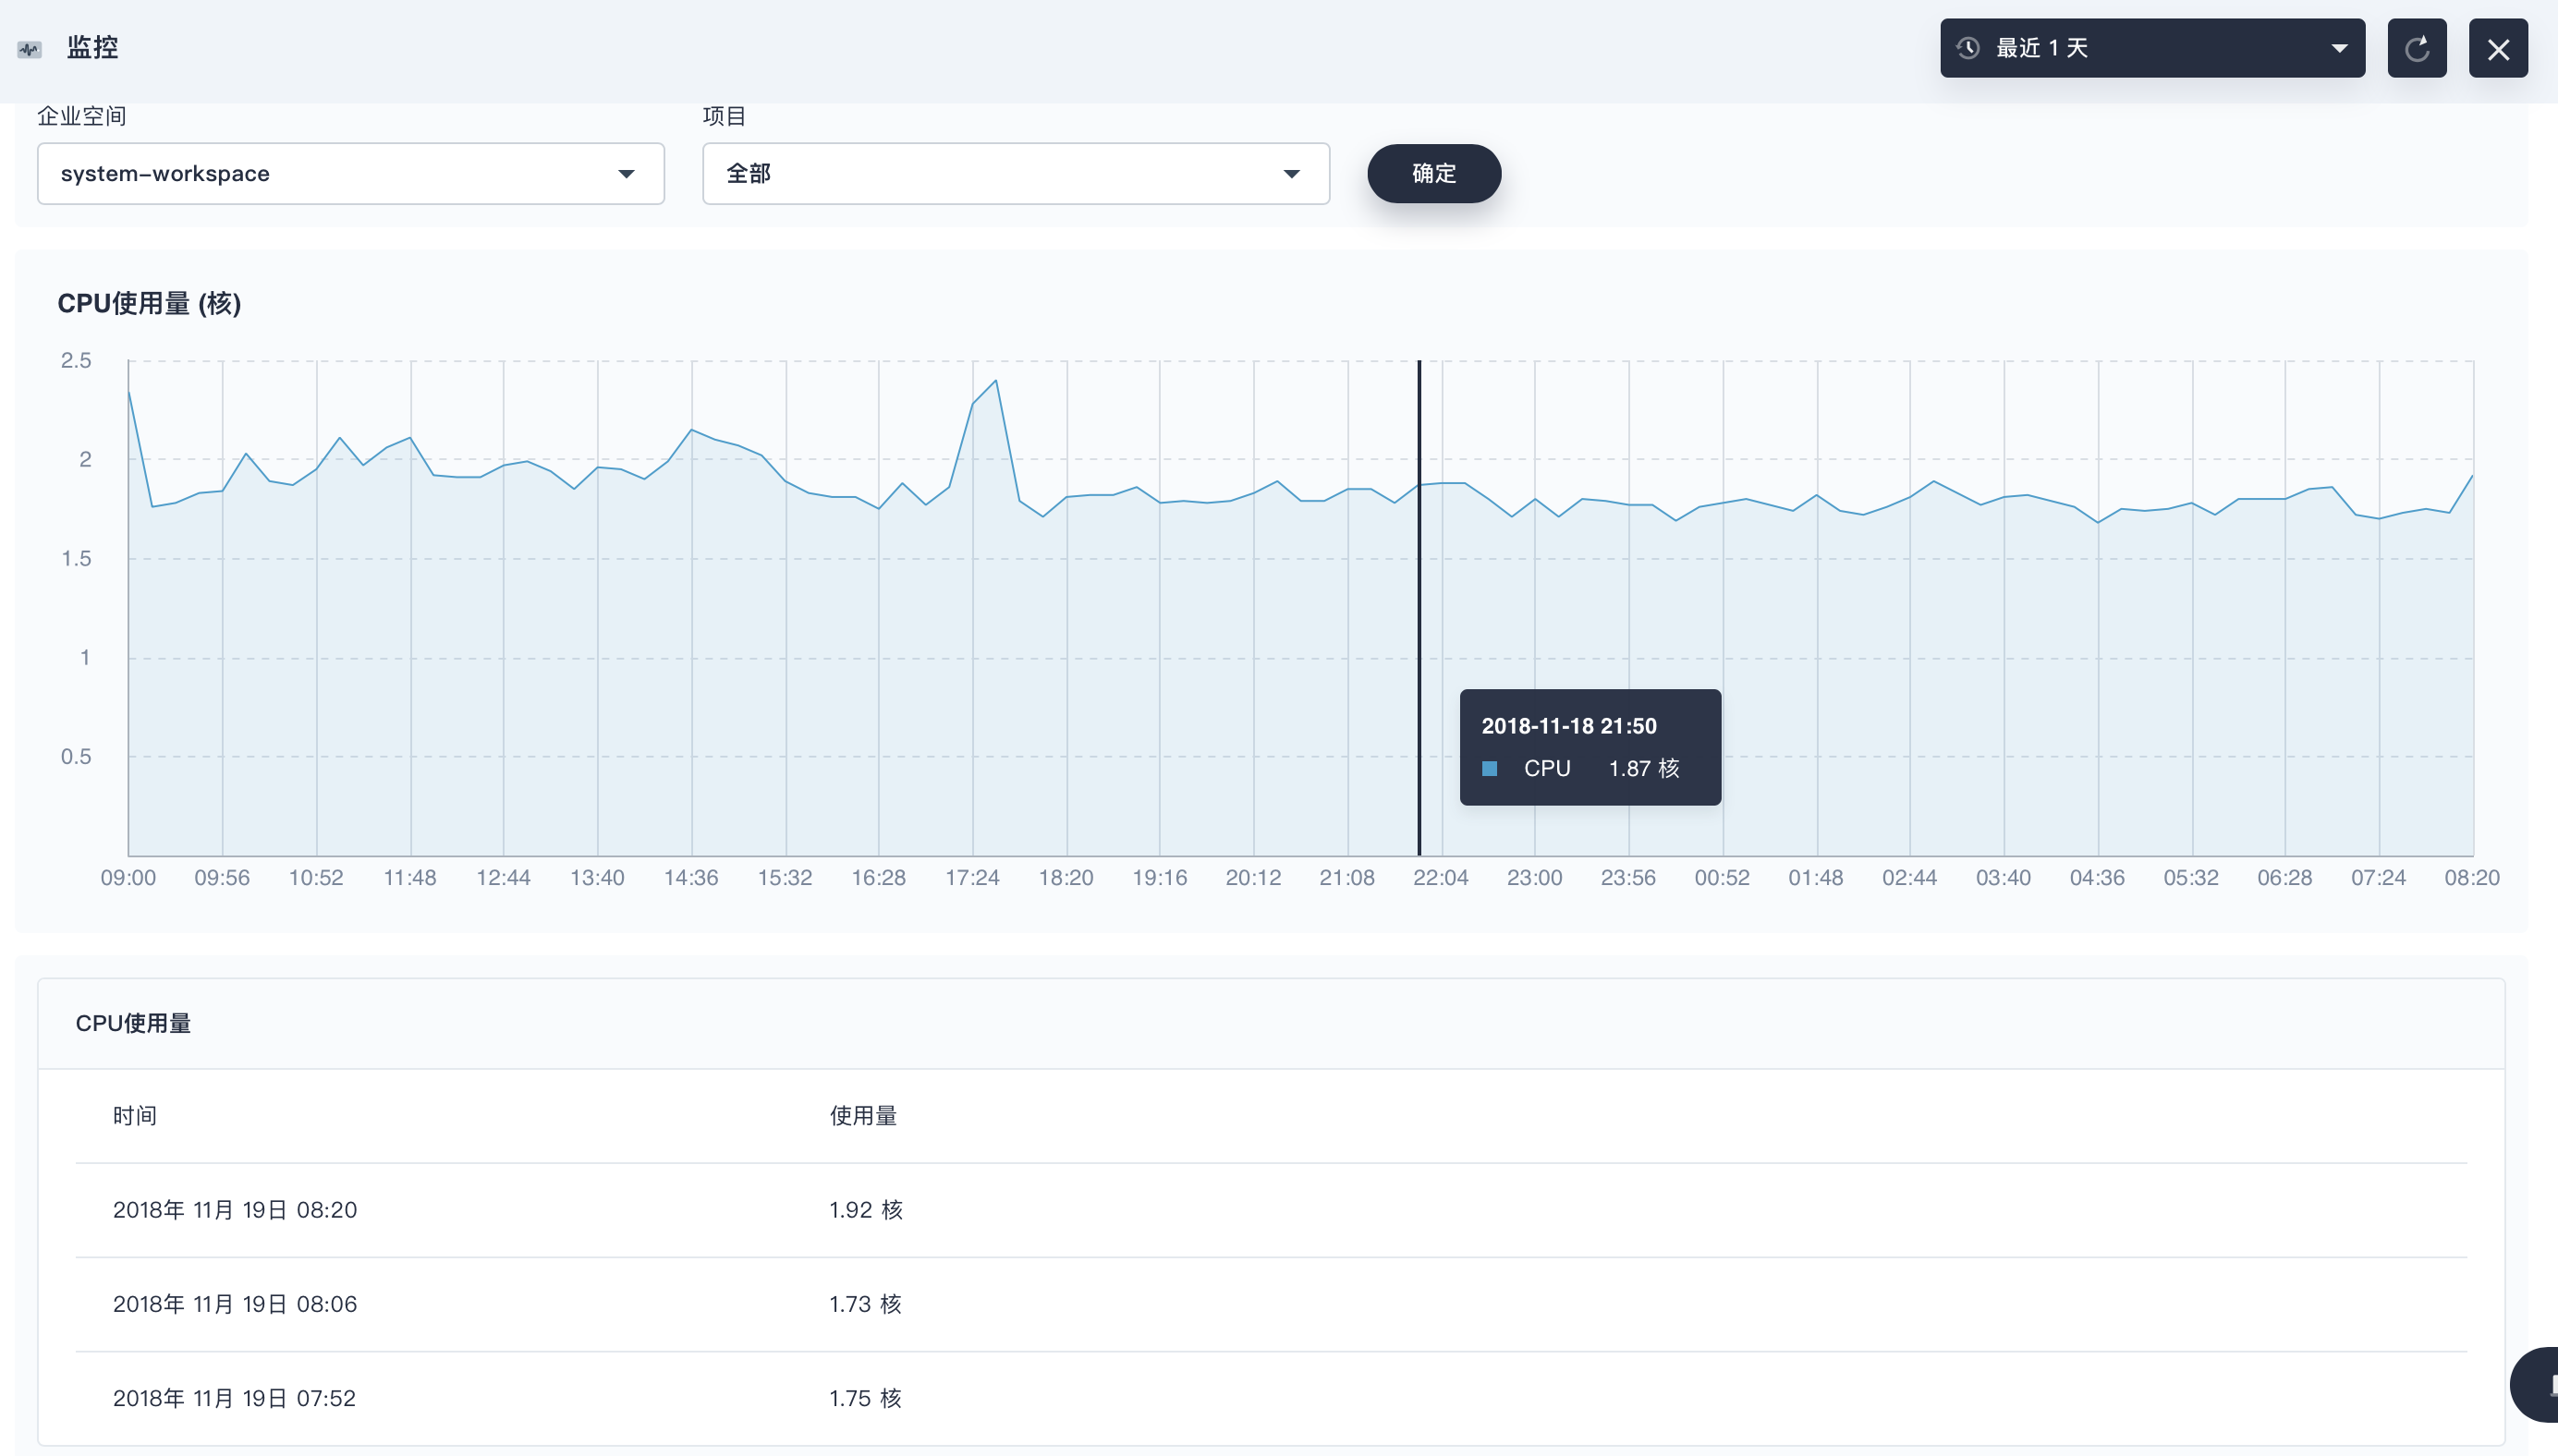 监控
最近 1 天
企业空间
项目
system-workspace
全部
确定
CPU使用量 (核)
2.5
2
1.5
1
0.5
2018-11-18 21:50
CPU 1.87 核
09:00 09:56 10:52 11:48 12:44 13:40 14:36 15:32 16:28 17:24 18:20 19:16 20:12 21:08 22:04 23:00 23:56 00:52 01:48 02:44 03:40 04:36 05:32 06:28 07:24 08:20
CPU使用量
时间 使用量
2018年 11月 19日 08:20 1.92 核
2018年 11月 19日 08:06 1.73 核
2018年 11月 19日 07:52 1.75 核